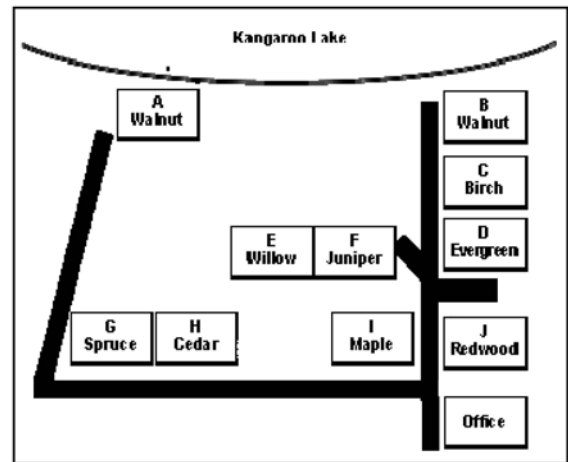 Kangaroo Lake
A
Walnut
B
Walnut
C
Birch
D
Evergreen
E
Willow
F
Juniper
G
Spruce
H
Cedar
I
Maple
J
Redwood
Office